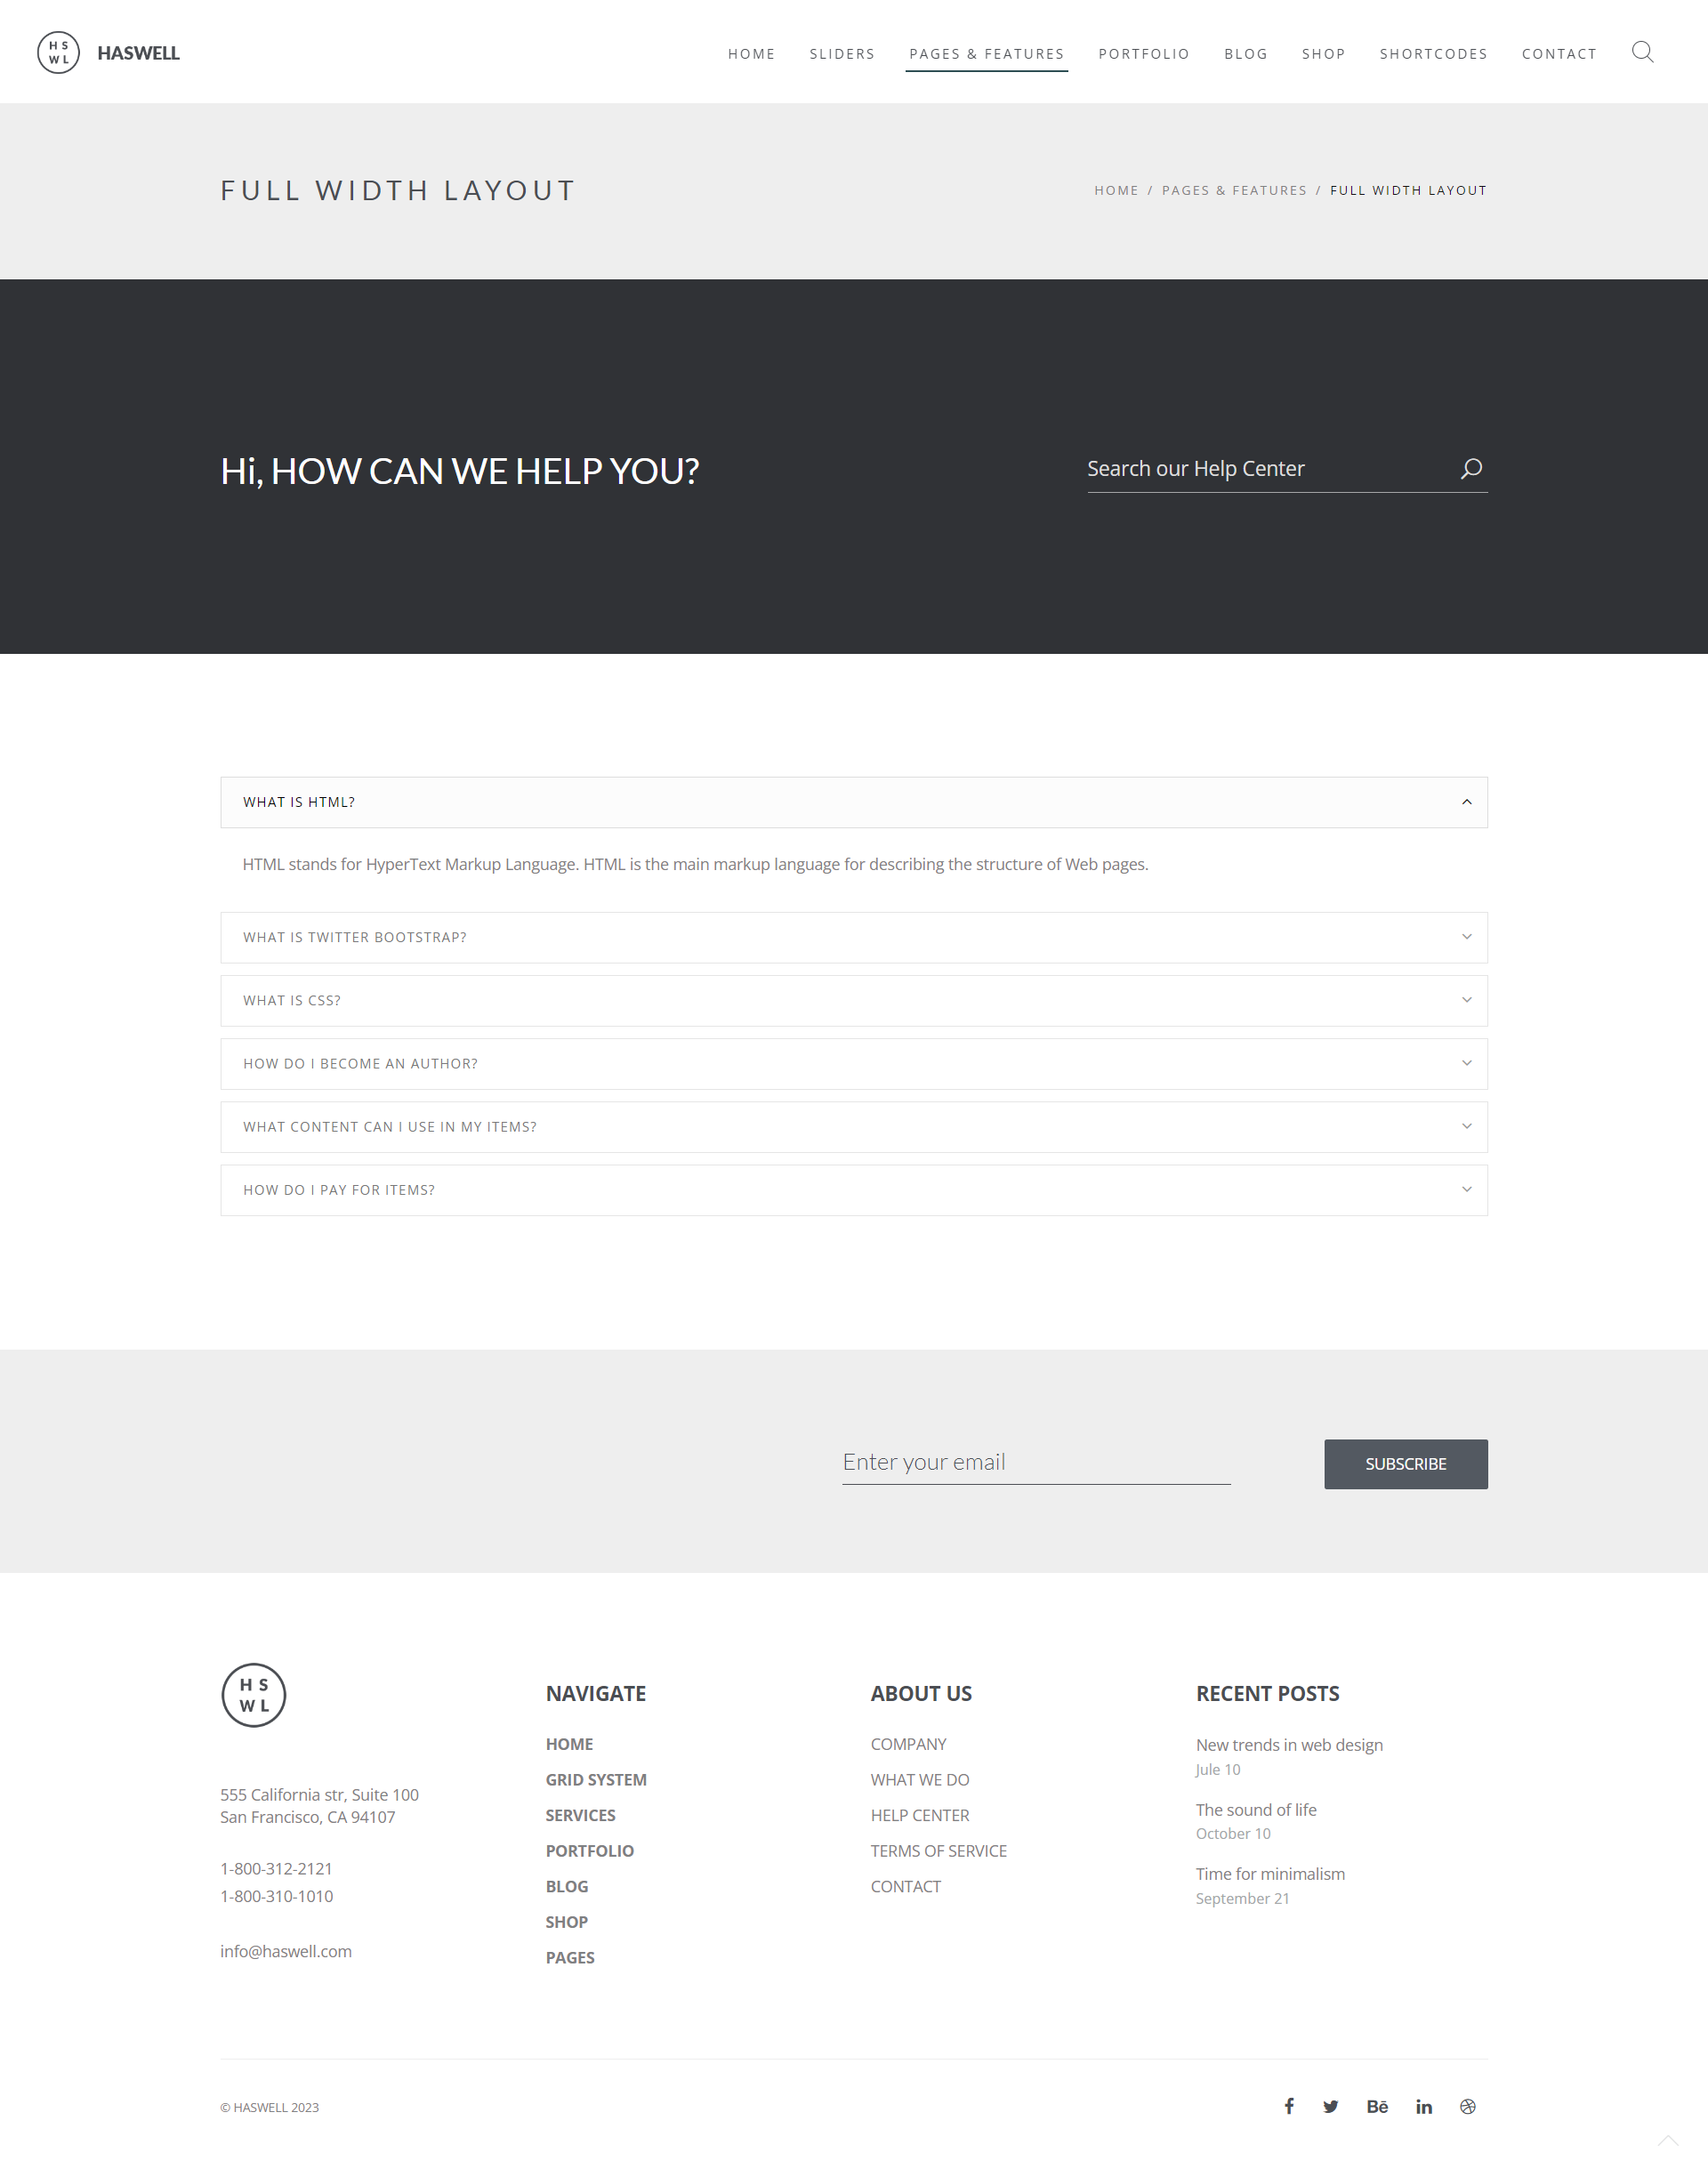 H S
W L
HASWELL
HOME SLIDERS PAGES & FEATURES PORTFOLIO BLOG SHOP SHORTCODES CONTACT
FULL WIDTH LAYOUT
HOME / PAGES & FEATURES / FULL WIDTH LAYOUT
Hi, HOW CAN WE HELP YOU?
Search our Help Center
WHAT IS HTML?
HTML stands for HyperText Markup Language. HTML is the main markup language for describing the structure of Web pages.
WHAT IS TWITTER BOOTSTRAP?
WHAT IS CSS?
HOW DO I BECOME AN AUTHOR?
WHAT CONTENT CAN I USE IN MY ITEMS?
HOW DO I PAY FOR ITEMS?
Enter your email
SUBSCRIBE
H S
W L
555 California str, Suite 100
San Francisco, CA 94107
1-800-312-2121
1-800-310-1010
info@haswell.com
NAVIGATE
HOME
GRID SYSTEM
SERVICES
PORTFOLIO
BLOG
SHOP
PAGES
ABOUT US
COMPANY
WHAT WE DO
HELP CENTER
TERMS OF SERVICE
CONTACT
RECENT POSTS
New trends in web design
Jule 10
The sound of life
October 10
Time for minimalism
September 21
© HASWELL 2023